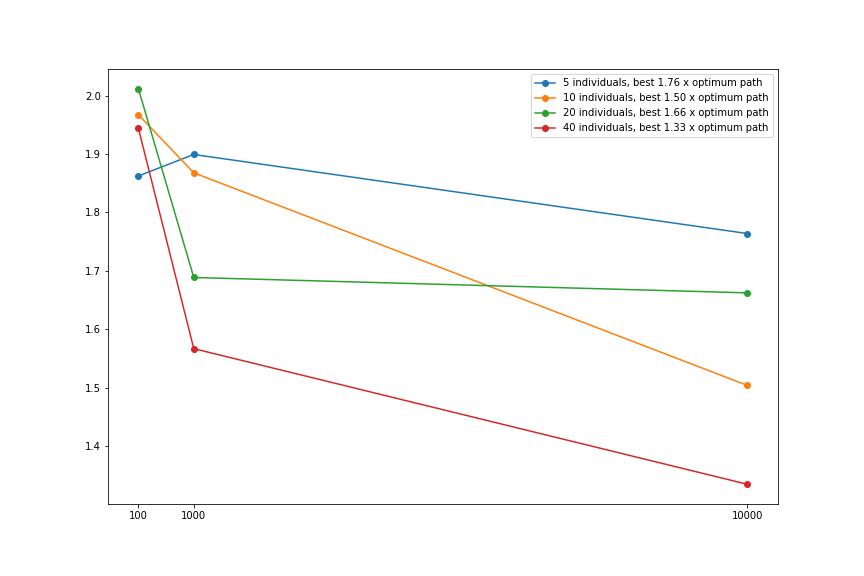 5 individuals, best 1.76 x optimum path
10 individuals, best 1.50 x optimum path
20 individuals, best 1.66 x optimum path
40 individuals, best 1.33 x optimum path
2.0
1.9
1.8
1.7
1.6
1.5
1.4
100 1000 10000